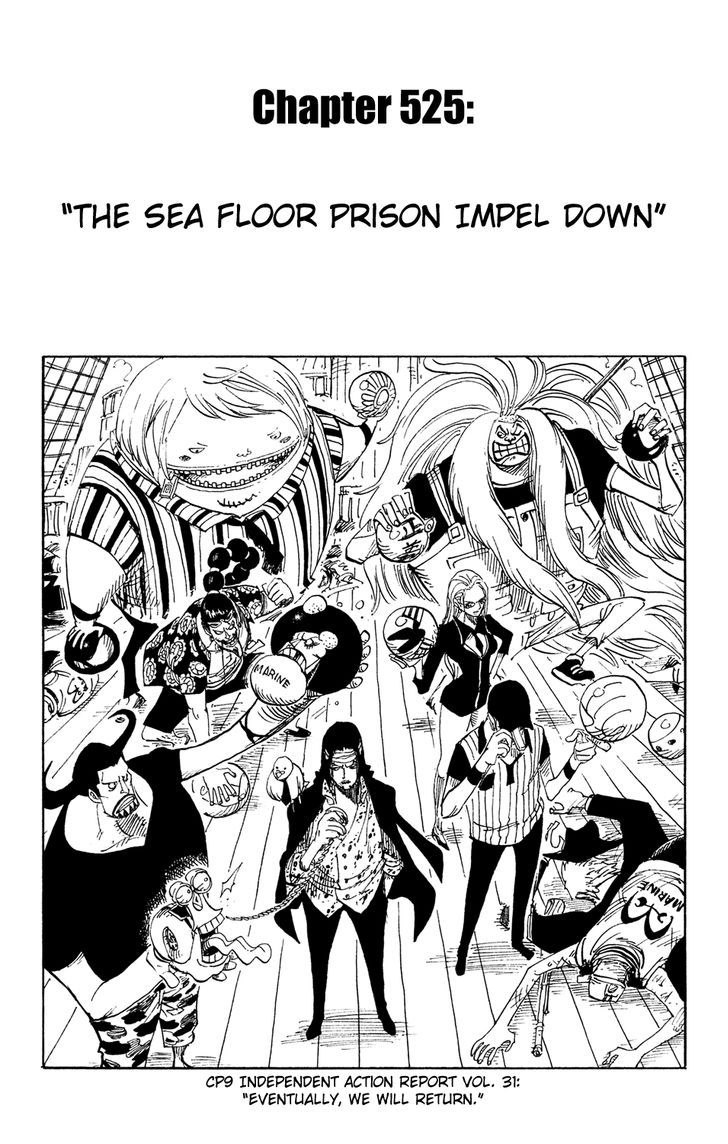 Chapter 525:
"THE SEA FLOOR PRISON IMPEL DOWN"
MARINE
MARINE
CP9 INDEPENDENT ACTION REPORT VOL. 31:
"EVENTUALLY, WE WILL RETURN."